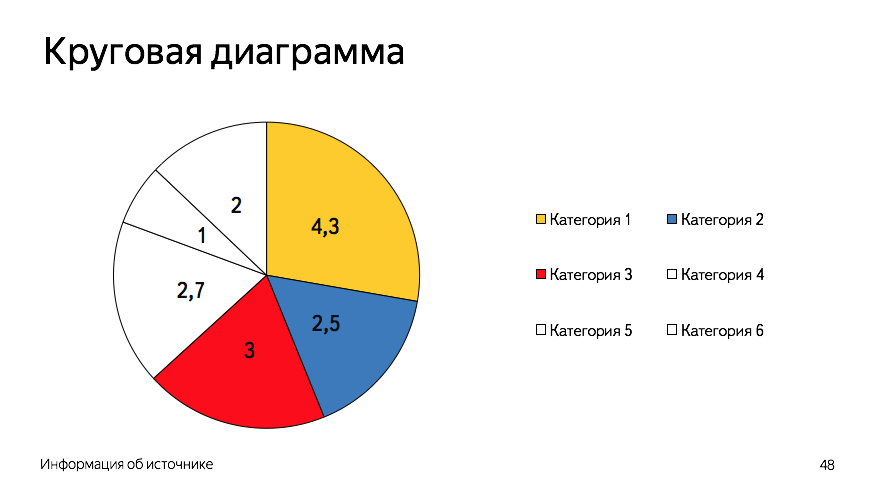 Круговая диаграмма
2
4,3
1
2,7
2,5
3
Категория 1 Категория 2
Категория 3 Категория 4
Категория 5 Категория 6
Информация об источнике
48